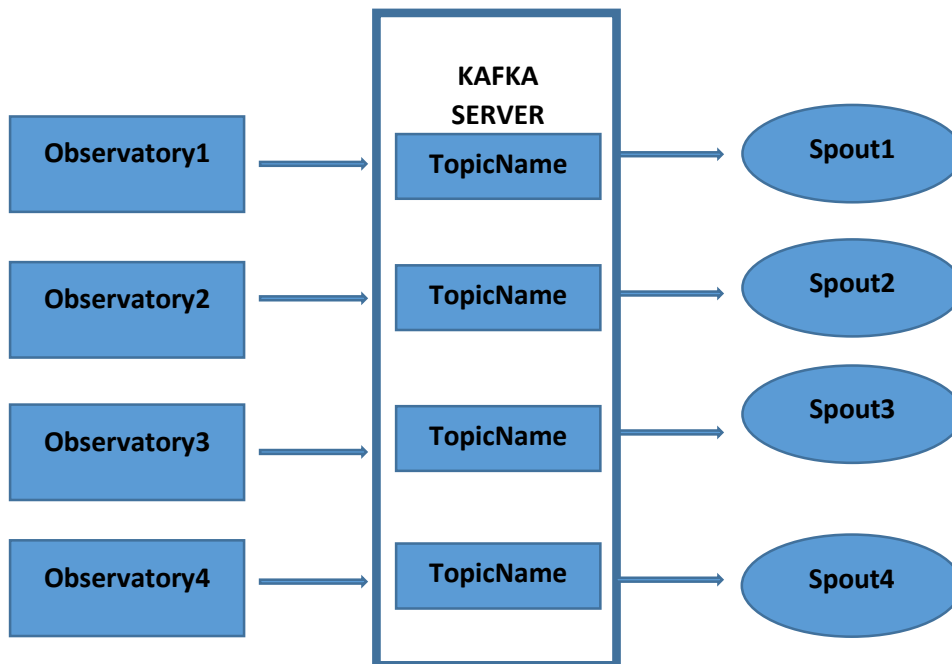 KAFKA
SERVER
Observatory1
TopicName
Spout1
Observatory2
TopicName
Spout2
Observatory3
TopicName
Spout3
Observatory4
TopicName
Spout4